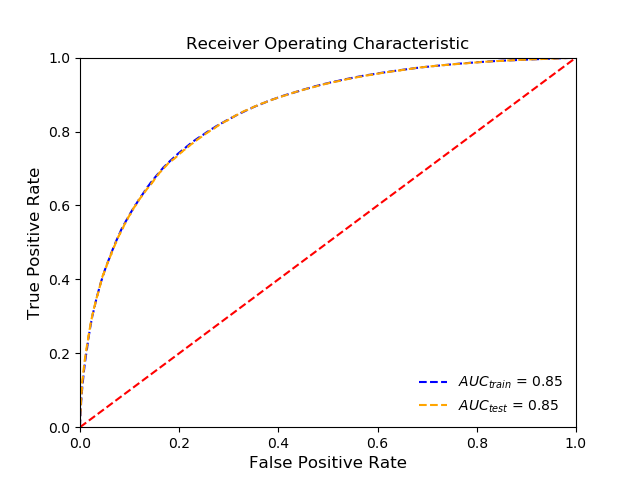 Receiver Operating Characteristic
True Positive Rate
1.0
0.8
0.6
0.4
0.2
0.0
AUC_train = 0.85
AUC_test = 0.85
0.0 0.2 0.4 0.6 0.8 1.0
False Positive Rate